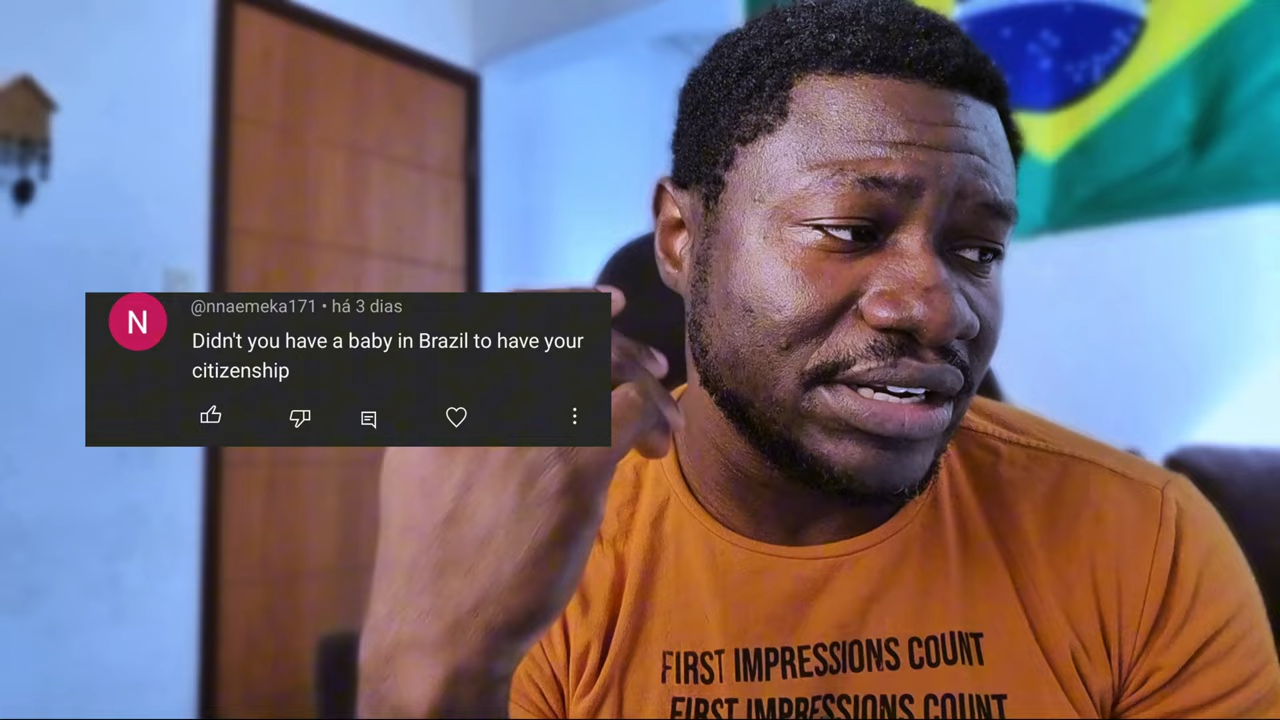 N
@nnaemeka171 • há 3 dias
Didn't you have a baby in Brazil to have your
citizenship
FIRST IMPRESSIONS COUNT
FIRST IMPRESSIONS COUNT